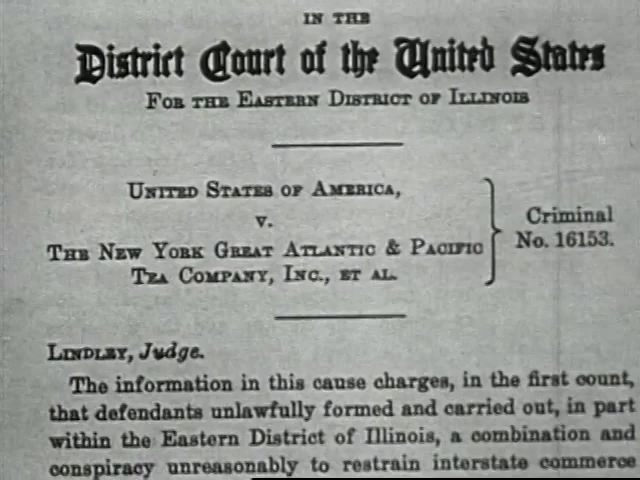 IN THE
District Court of the United States
FOR THE EASTERN DISTRICT OF ILLINOIS
UNITED STATES OF AMERICA,
V.
THE NEW YORK GREAT ATLANTIC & PACIFIC
TEA COMPANY, INC., ET AL.
Criminal
No. 16153.
LINDLEY, Judge.
The information in this cause charges, in the first count,
that defendants unlawfully formed and carried out, in part
within the Eastern District of Illinois, a combination and
conspiracy unreasonably to restrain interstate commerce